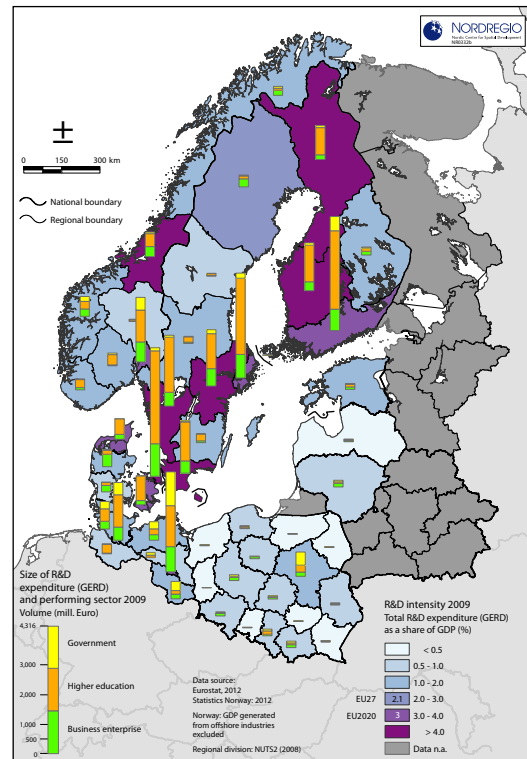 NORDREGIO
Nordic Centre for Spatial Development
NR0332b
±
0 150 300 km
National boundary
Regional boundary
Size of R&D
expenditure (GERD)
and performing sector 2009
Volume (mill. Euro)
4,316
3,000
2,000
1,000
500
0
Government
Higher education
Business enterprise
Data source:
Eurostat, 2012
Statistics Norway: 2012
Norway: GDP generated
from offshore industries
excluded
Regional division: NUTS2 (2008)
R&D intensity 2009
Total R&D expenditure (GERD)
as a share of GDP (%)
< 0.5
0.5 - 1.0
1.0 - 2.0
EU27 2.1 2.0 - 3.0
EU2020 3 3.0 - 4.0
> 4.0
Data n.a.